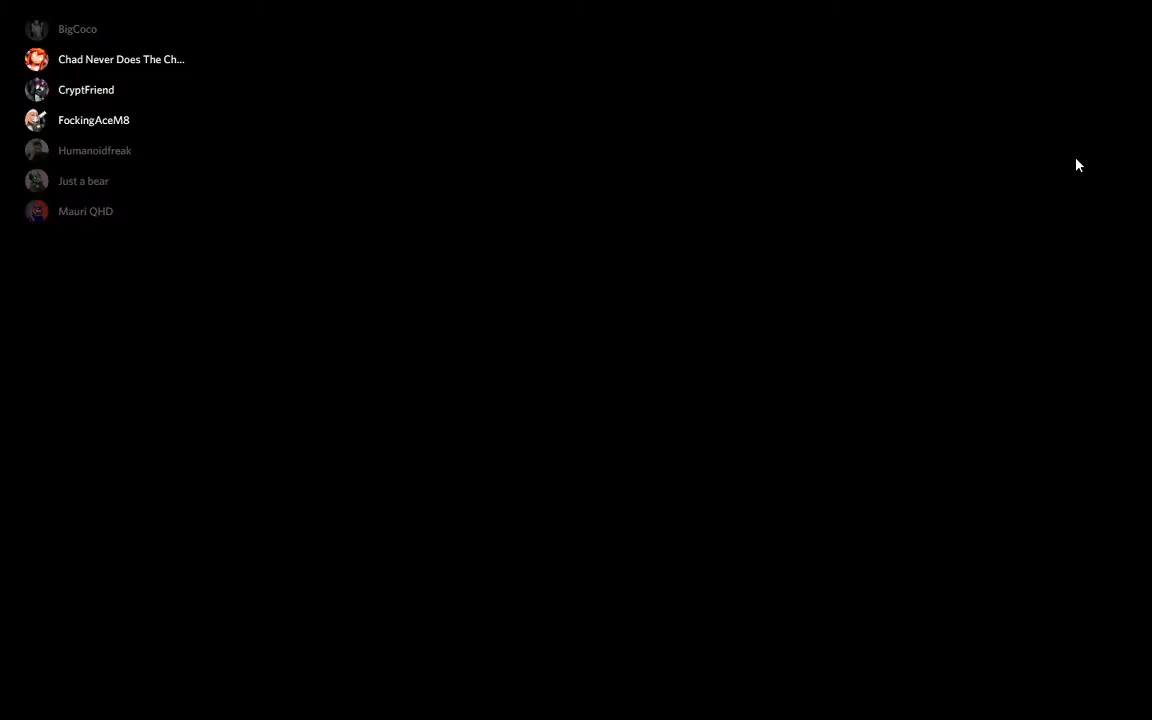 BigCoco
Chad Never Does The Ch...
CryptFriend
FockingAceM8
Humanoidfreak
Just a bear
Mauri QHD